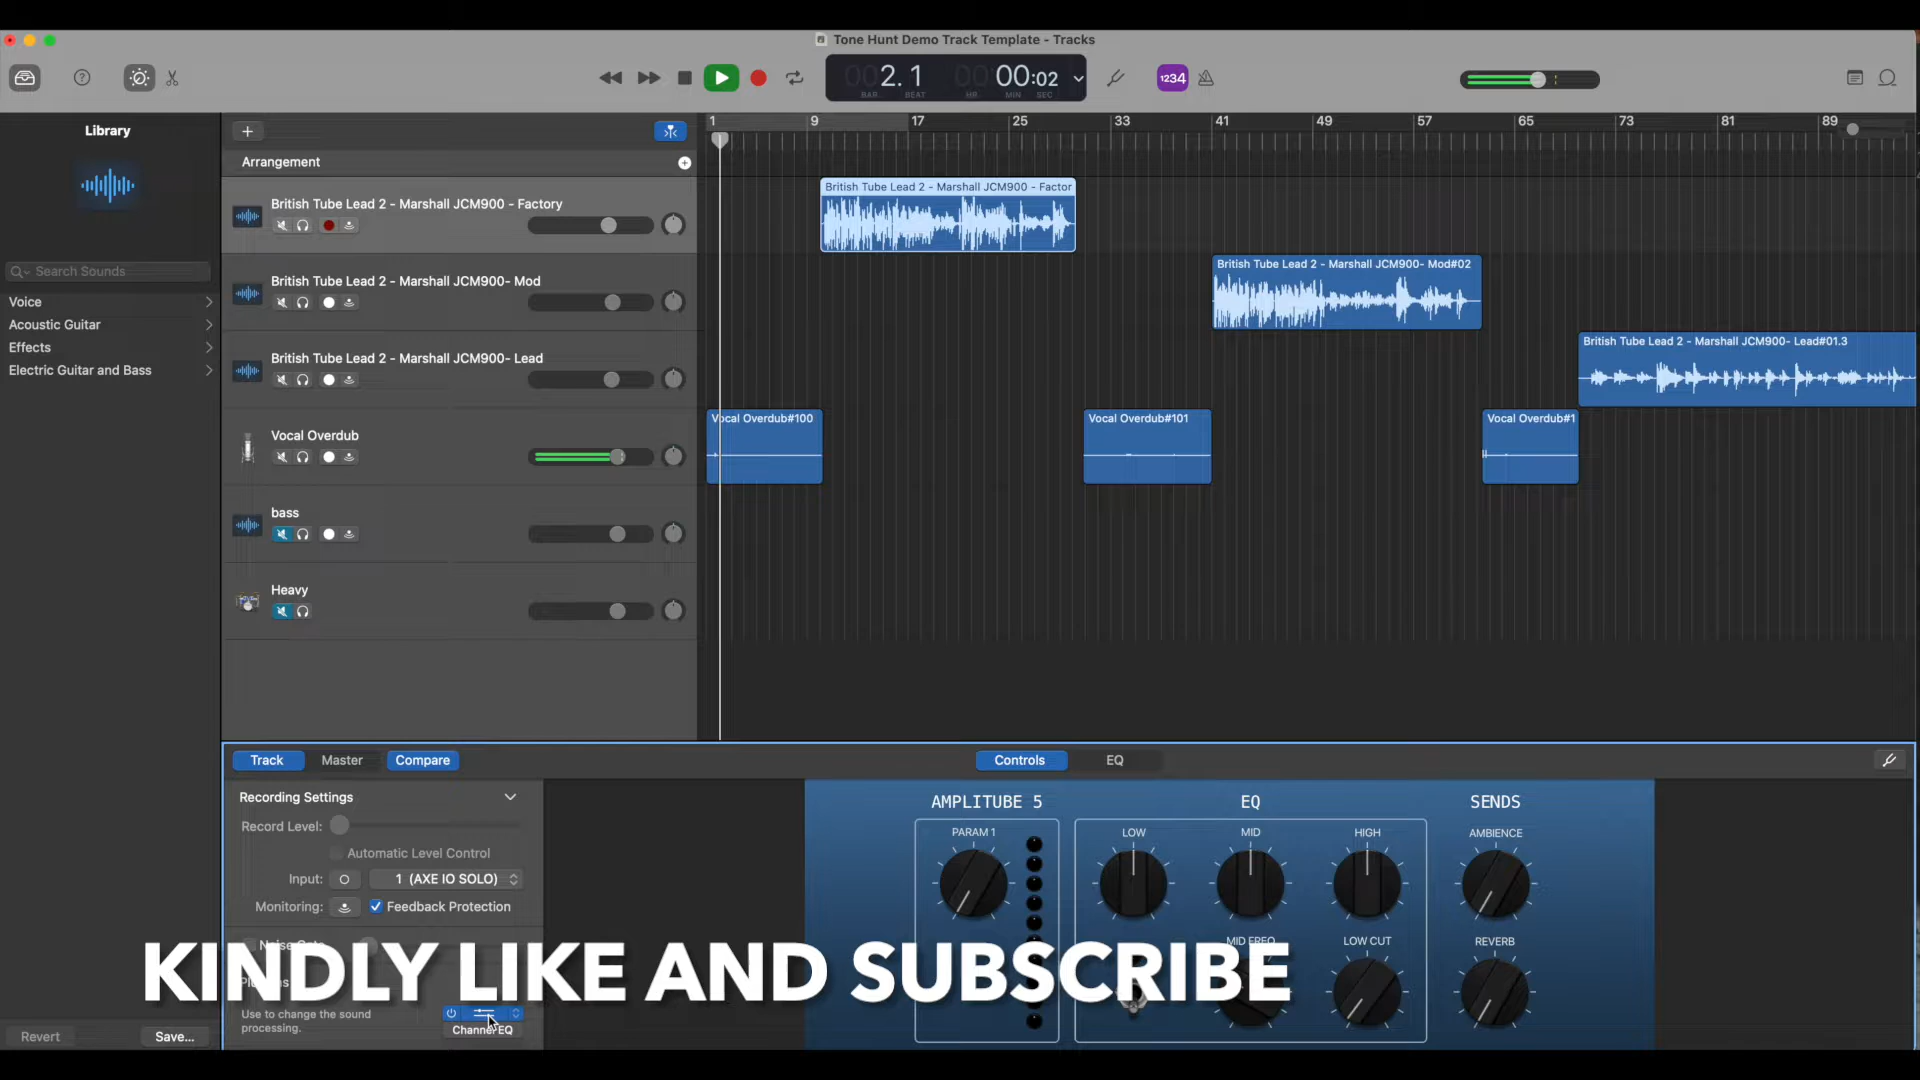 Tone Hunt Demo Track Template - Tracks
002. 1
00 00:02
BAR BEAT HR MIN SEC
1234
Library
Search Sounds
Voice
Acoustic Guitar
Effects
Electric Guitar and Bass
Revert
Save...
1 9 17 25 33 41 49 57 65 73 81 89
Arrangement
British Tube Lead 2 - Marshall JCM900 - Factory
British Tube Lead 2 - Marshall JCM900- Mod
British Tube Lead 2 - Marshall JCM900- Lead
Vocal Overdub
bass
Heavy
British Tube Lead 2 - Marshall JCM900 - Factor
British Tube Lead 2 - Marshall JCM900- Mod#02
British Tube Lead 2 - Marshall JCM900- Lead#01.3
Vocal Overdub#100
Vocal Overdub#101
Vocal Overdub#1
Track Master Compare
Controls EQ
Recording Settings
Record Level:
Automatic Level Control
Input: 1 (AXE IO SOLO)
Monitoring: Feedback Protection
Use to change the sound
processing.
Channel EQ
AMPLITUBE 5 EQ SENDS
PARAM 1 LOW MID HIGH AMBIENCE
MID FREQ LOW CUT REVERB
KINDLY LIKE AND SUBSCRIBE